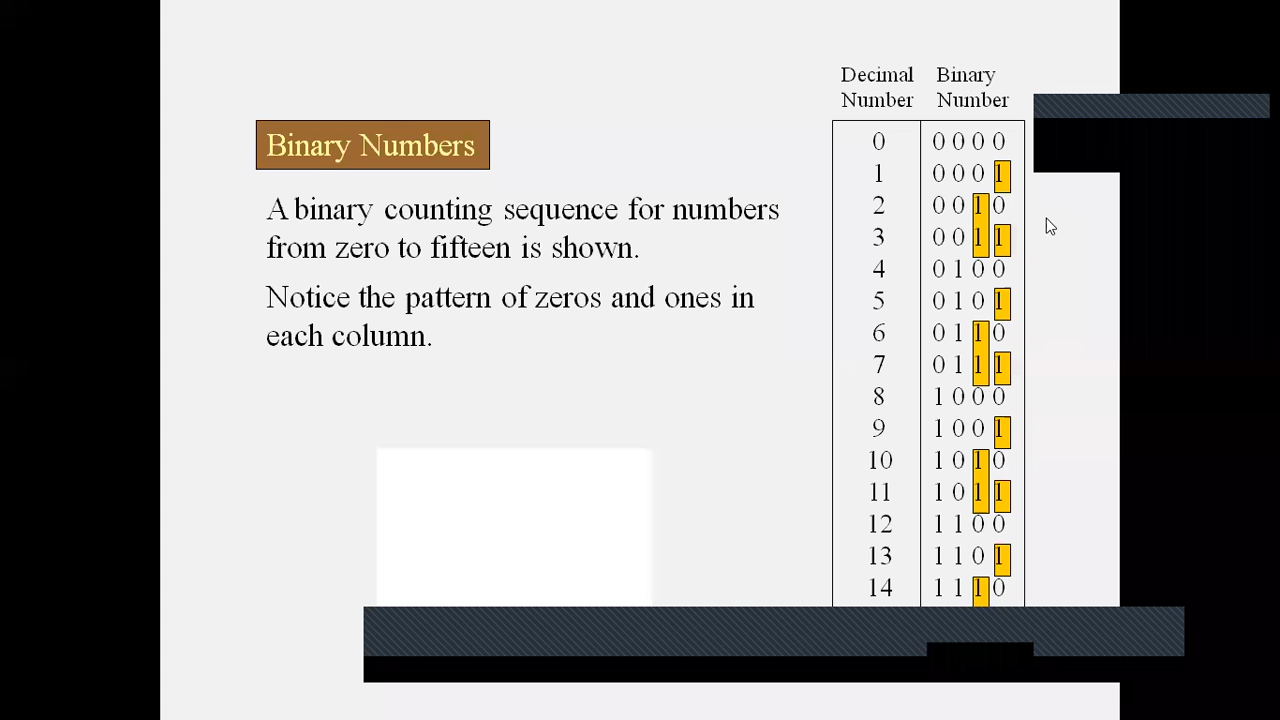 Decimal Binary
Number Number
Binary Numbers
A binary counting sequence for numbers
from zero to fifteen is shown.
Notice the pattern of zeros and ones in
each column.
0 0 0 0 0
1 0 0 0 1
2 0 0 1 0
3 0 0 1 1
4 0 1 0 0
5 0 1 0 1
6 0 1 1 0
7 0 1 1 1
8 1 0 0 0
9 1 0 0 1
10 1 0 1 0
11 1 0 1 1
12 1 1 0 0
13 1 1 0 1
14 1 1 1 0